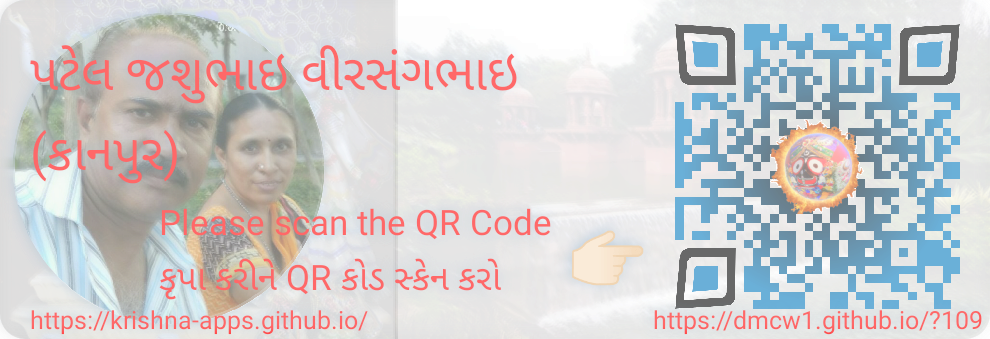 પટેલ જશુભાઇ વીરસંગભાઇ
(કાનપુર)
Please scan the QR Code
કૃપા કરીને QR કોડ સ્કેન કરો
https://krishna-apps.github.io/
https://dmcw1.github.io/?109